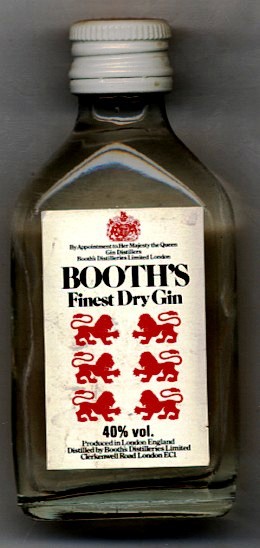 By Appointment to Her Majesty the Queen
Gin Distillers
Booth's Distilleries Limited London
BOOTH'S
Finest Dry Gin
40% vol.
Produced in London England
Distilled by Booth's Distilleries Limited
Clerkenwell Road London EC1